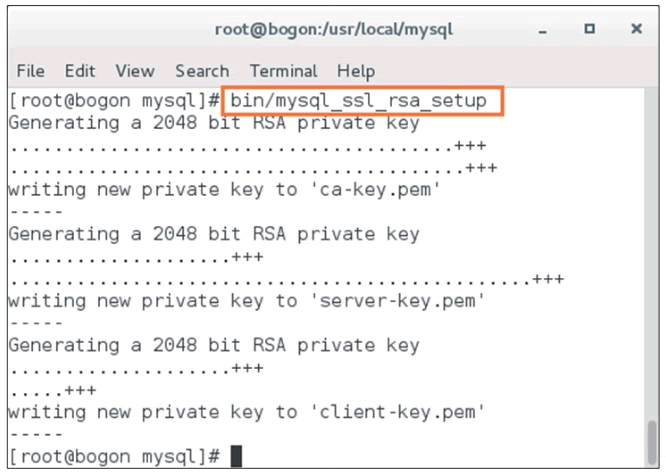 root@bogon:/usr/local/mysql
File Edit View Search Terminal Help
[root@bogon mysql]# bin/mysql_ssl_rsa_setup
Generating a 2048 bit RSA private key
..........................................+++
...........................................+++
writing new private key to 'ca-key.pem'
-----
Generating a 2048 bit RSA private key
.....................+++
.................................................+++
writing new private key to 'server-key.pem'
-----
Generating a 2048 bit RSA private key
.....................+++
.....+++
writing new private key to 'client-key.pem'
-----
[root@bogon mysql]#